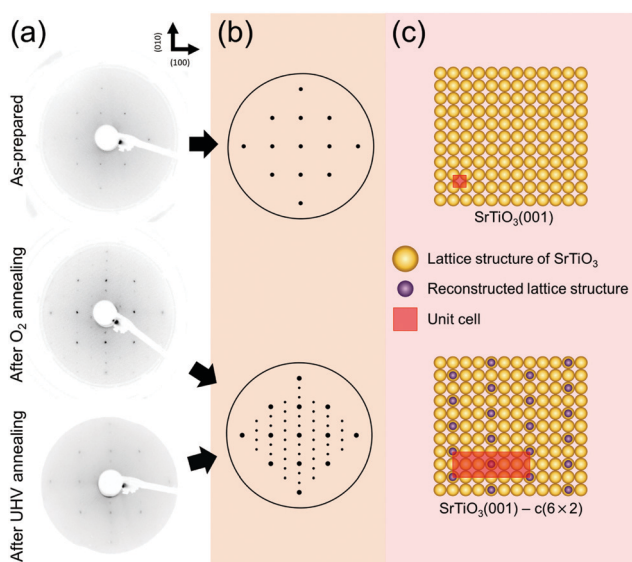 (a)
(010)
(100)
As-prepared
After O₂ annealing
After UHV annealing
(b)
(c)
SrTiO₃(001)
Lattice structure of SrTiO₃
Reconstructed lattice structure
Unit cell
SrTiO₃(001) – c(6×2)